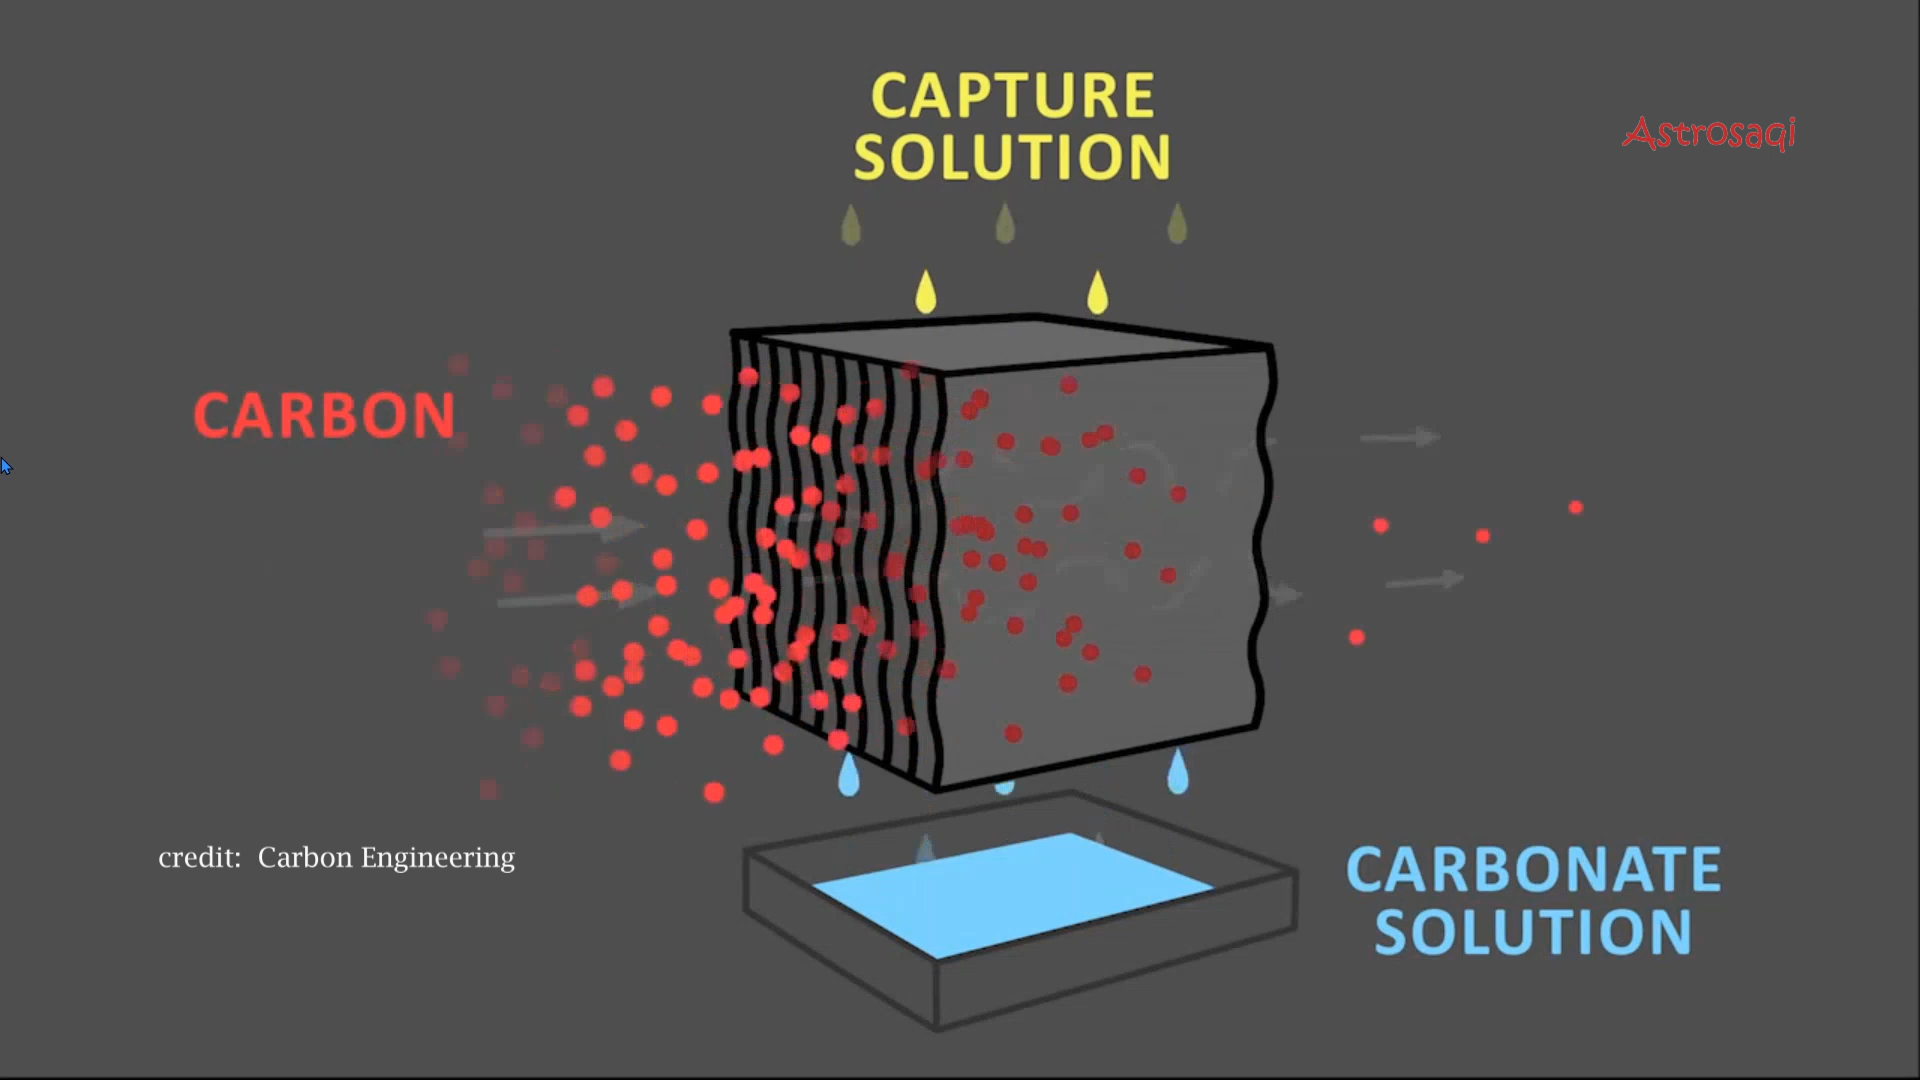 CAPTURE
SOLUTION
Astrosaqi
CARBON
credit: Carbon Engineering
CARBONATE
SOLUTION